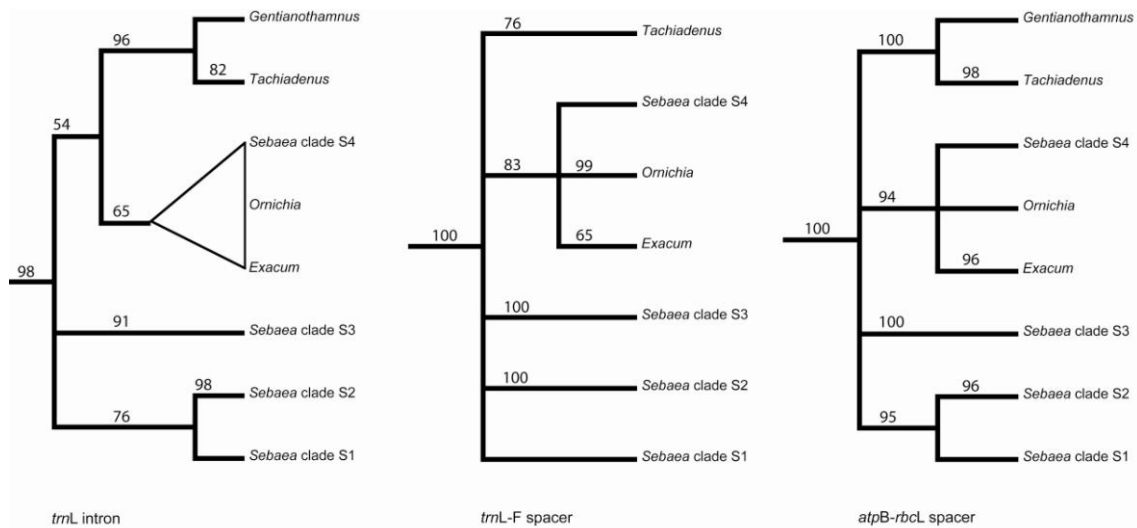 96
Gentianothamnus
82
Tachiadenus
54
Sebaea clade S4
65
Ornichia
Exacum
98
91
Sebaea clade S3
98
Sebaea clade S2
76
Sebaea clade S1
trnL intron
76
Tachiadenus
Sebaea clade S4
83
99
Ornichia
65
Exacum
100
100
Sebaea clade S3
100
Sebaea clade S2
Sebaea clade S1
trnL-F spacer
Gentianothamnus
100
98
Tachiadenus
Sebaea clade S4
94
Ornichia
96
Exacum
100
100
Sebaea clade S3
96
Sebaea clade S2
95
Sebaea clade S1
atpB-rbcL spacer